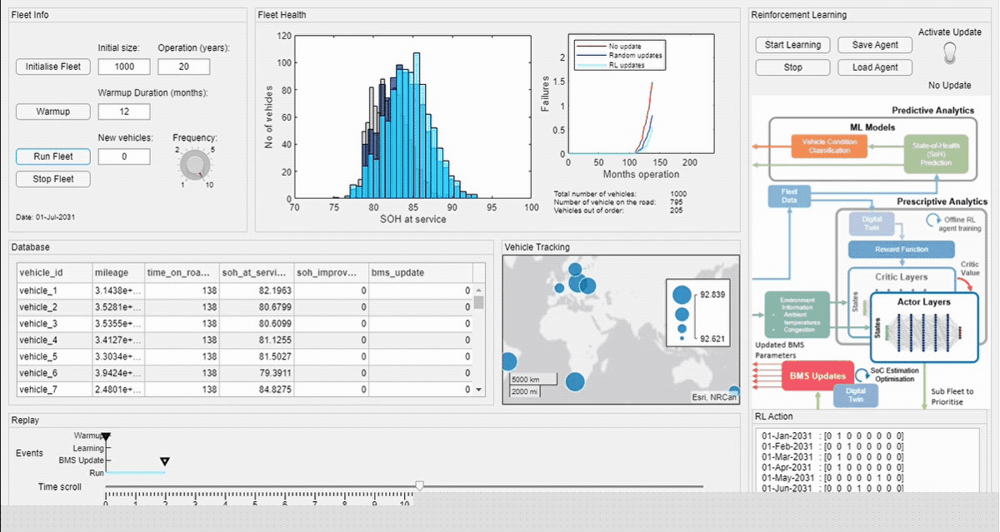 Fleet Info
Initial size:
Operation (years):
Initialise Fleet
1000
20
Warmup Duration (months):
Warmup
12
New vehicles:
Frequency:
Run Fleet
0
2
5
1
10
Stop Fleet
Date: 01-Jul-2031
Fleet Health
120
100
80
60
40
20
0
No of vehicles
70
75
80
85
90
95
100
SOH at service
No update
Random updates
RL updates
2
1.5
1
0.5
0
Failures
0
50
100
150
200
Months operation
Total number of vehicles: 1000
Number of vehicle on the road: 795
Vehicles out of order: 205
Reinforcement Learning
Activate Update
Start Learning
Save Agent
Stop
Load Agent
No Update
Predictive Analytics
ML Models
Vehicle Condition
Classification
State-of-Health
(SoH)
Prediction
Fleet
Data
Prescriptive Analytics
Digital
Twin
Offline RL
agent training
Reward Function
Critic
Value
Critic Layers
Actor Layers
States
States
Environment
Information
• Ambient
temperatures
• Congestion
Updated BMS
Parameters
BMS Updates
SoC Estimation
Optimisation
Digital
Twin
Sub Fleet to
Prioritise
Database
vehicle_id mileage time_on_roa... soh_at_servi... soh_improv... bms_update
vehicle_1 3.1438e+... 138 82.1963 0 0
vehicle_2 3.5281e+... 138 80.6799 0 0
vehicle_3 3.5355e+... 138 80.6099 0 0
vehicle_4 3.4127e+... 138 81.1255 0 0
vehicle_5 3.3034e+... 138 81.5027 0 0
vehicle_6 3.9424e+... 138 79.3911 0 0
vehicle_7 2.4801e+... 138 84.8275 0 0
Vehicle Tracking
92.839
92.621
5000 km
2000 mi
Esri, NRCan
Replay
Events
Warmup
Learning
BMS Update
Run
Time scroll
0 1 2 3 4 5 6 7 8 9 10
RL Action
01-Jan-2031 : [0 1 0 0 0 0 0 0]
01-Feb-2031 : [0 0 1 0 0 0 0 0]
01-Mar-2031 : [0 1 0 0 0 0 0 0]
01-Apr-2031 : [0 1 0 0 0 0 0 0]
01-May-2031 : [0 0 0 0 0 1 0 0]
01-Jun-2031 : [0 1 0 0 0 0 0 0]